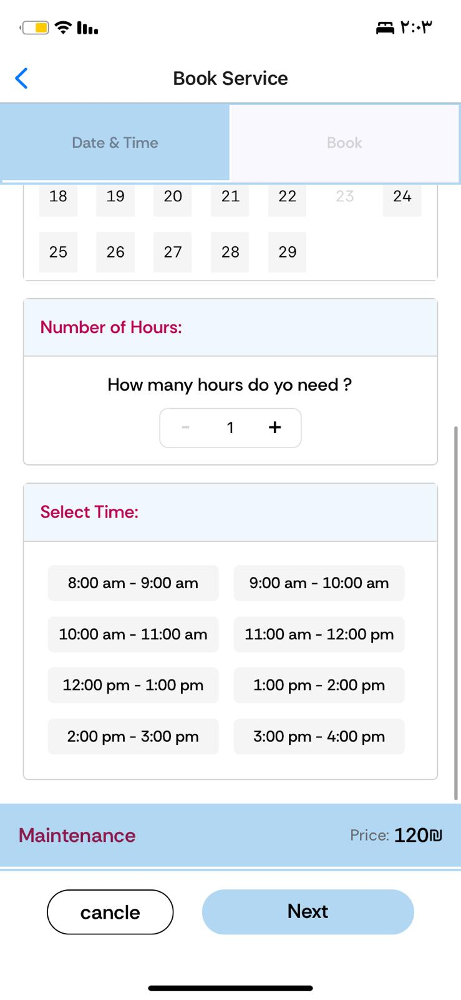 ٢:٠٣
Book Service
Date & Time
Book
18 19 20 21 22 23 24
25 26 27 28 29
Number of Hours:
How many hours do yo need ?
- 1 +
Select Time:
8:00 am - 9:00 am
9:00 am - 10:00 am
10:00 am - 11:00 am
11:00 am - 12:00 pm
12:00 pm - 1:00 pm
1:00 pm - 2:00 pm
2:00 pm - 3:00 pm
3:00 pm - 4:00 pm
Maintenance
Price: 120₪
cancle
Next